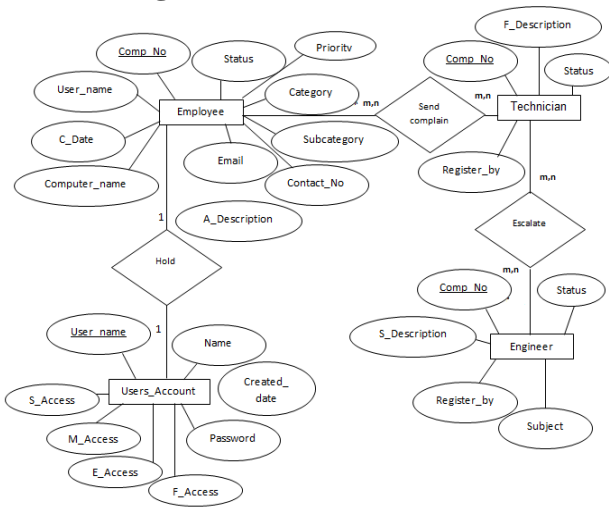 F_Description
Comp_No
Status
Priority
Comp_No
Status
User_name
Category
m,n
m,n
Employee
Send
complain
Technician
C_Date
Subcategory
Email
Register_by
Computer_name
Contact_No
m,n
1
A_Description
Escalate
Hold
m,n
Comp_No
Status
1
User_name
Name
S_Description
Engineer
Created_
date
Users_Account
S_Access
Register_by
M_Access
Password
Subject
E_Access
F_Access